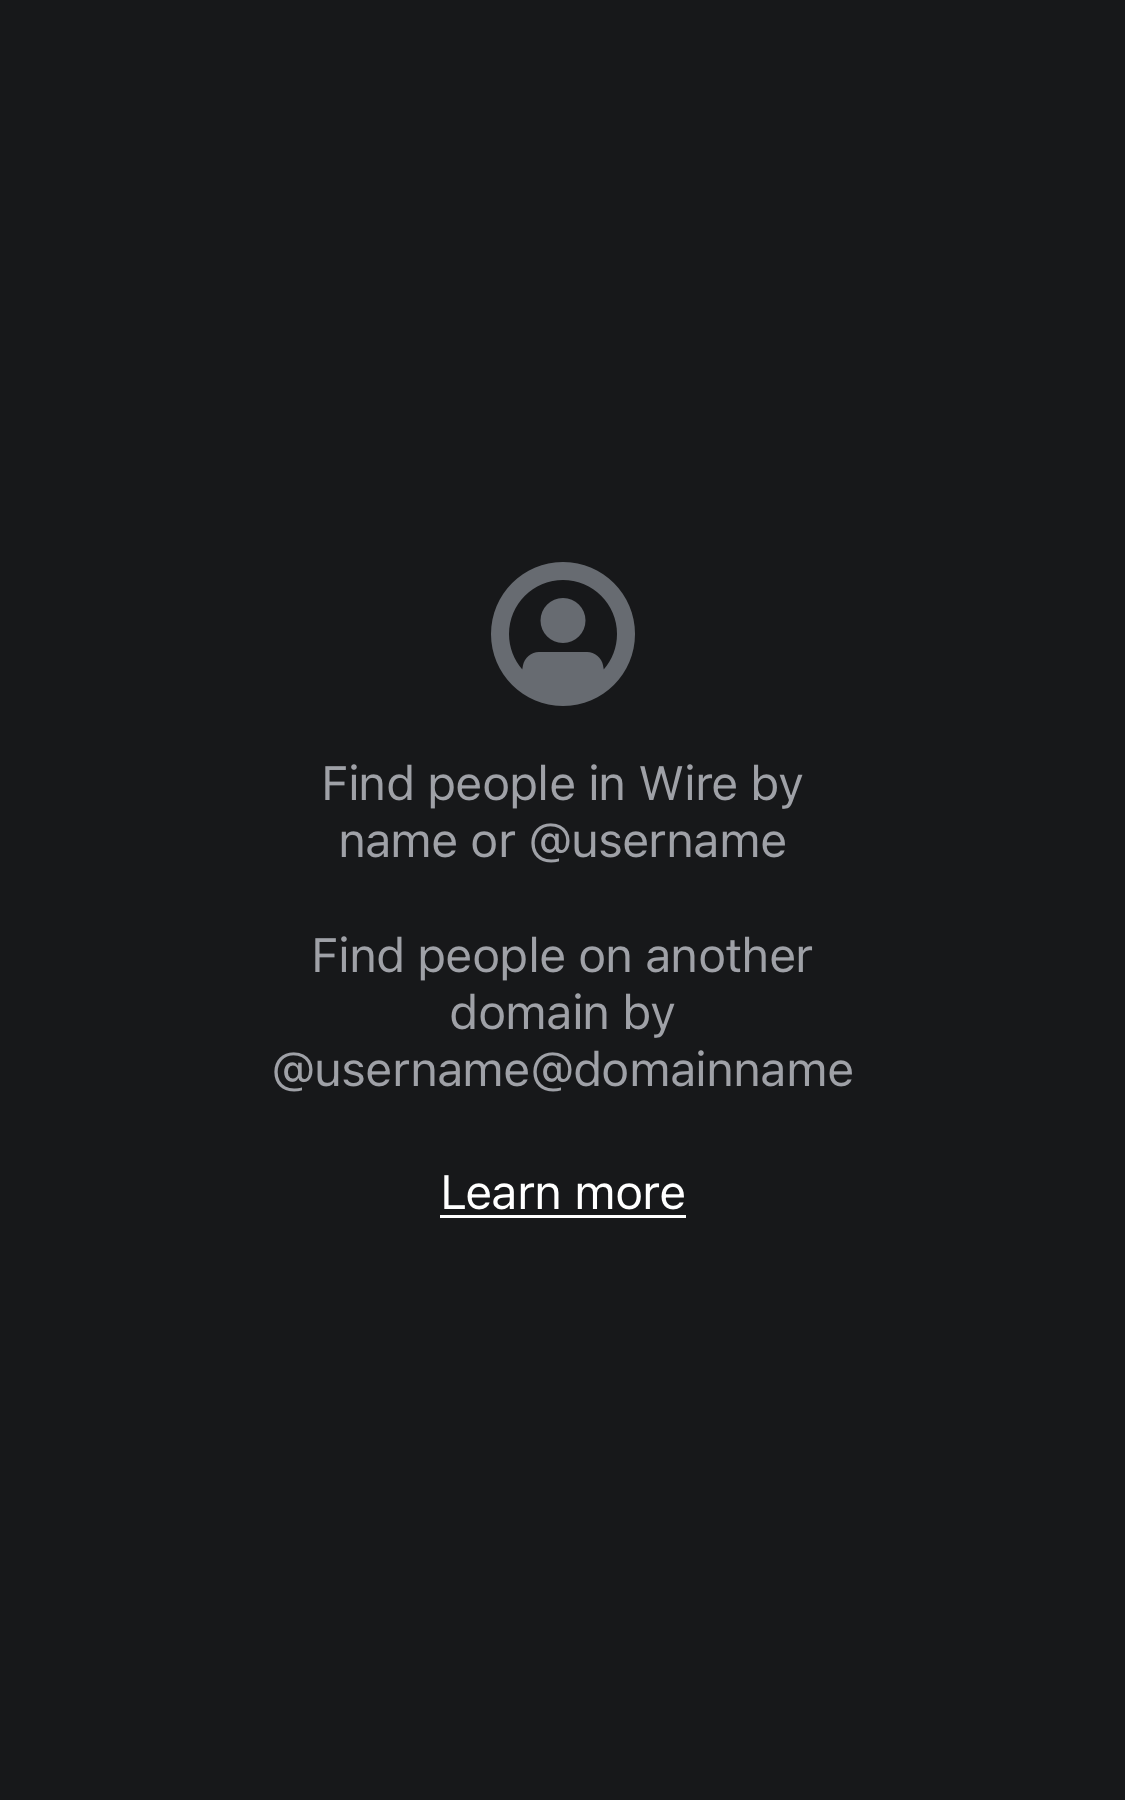 Find people in Wire by
name or @username
Find people on another
domain by
@username@domainname
Learn more